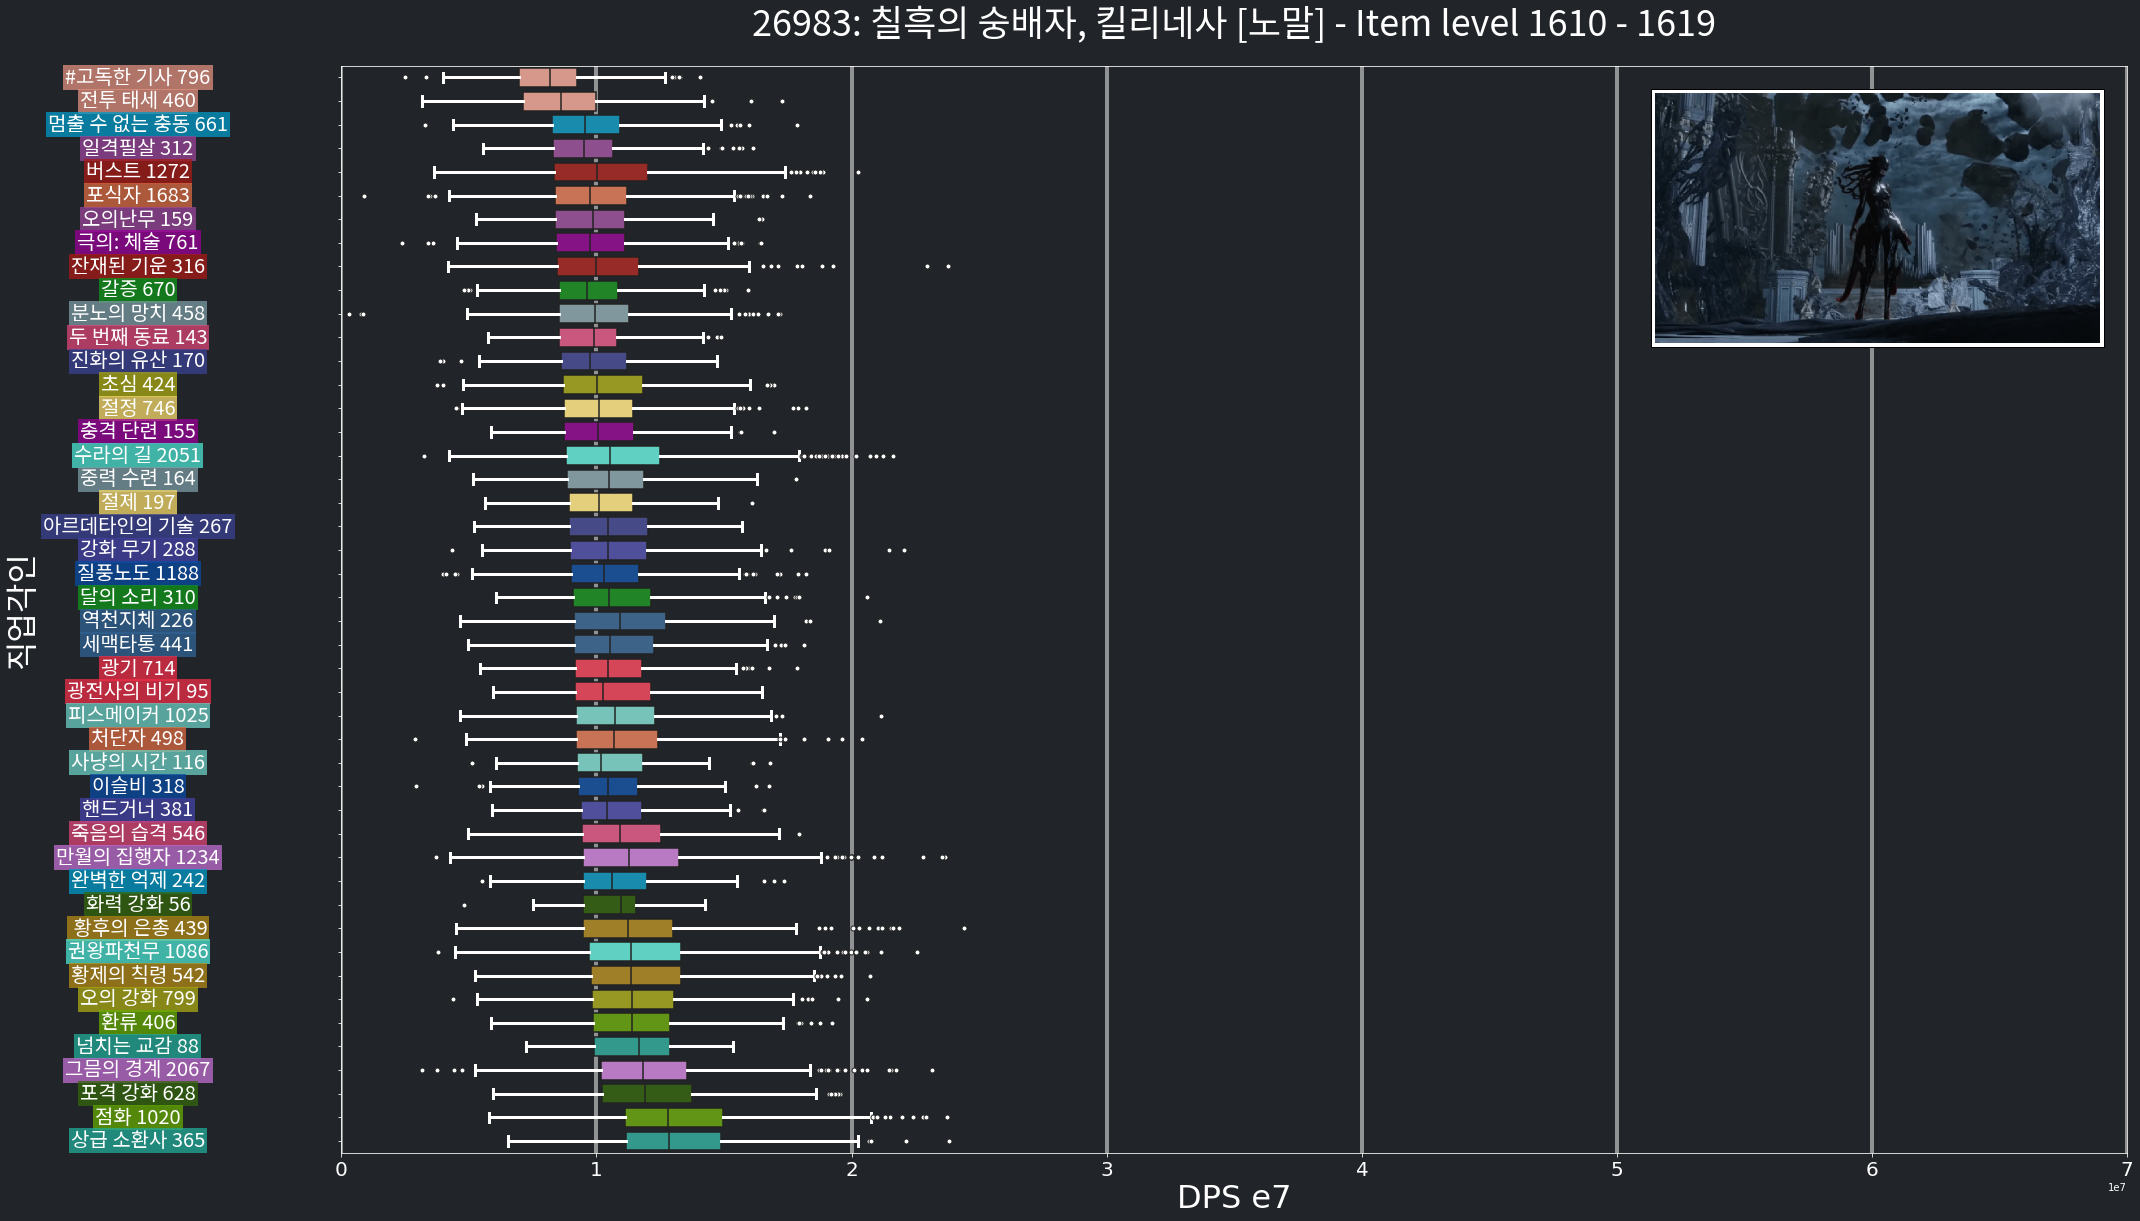 26983: 칠흑의 숭배자, 킬리네사 [노말] - Item level 1610 - 1619
#고독한 기사 796
전투 태세 460
멈출 수 없는 충동 661
일격필살 312
버스트 1272
포식자 1683
오의난무 159
극의: 체술 761
잔재된 기운 316
갈증 670
분노의 망치 458
두 번째 동료 143
진화의 유산 170
초심 424
절정 746
충격 단련 155
수라의 길 2051
중력 수련 164
절제 197
아르데타인의 기술 267
강화 무기 288
질풍노도 1188
달의 소리 310
역천지체 226
세맥타통 441
광기 714
광전사의 비기 95
피스메이커 1025
처단자 498
사냥의 시간 116
이슬비 318
핸드거너 381
죽음의 습격 546
만월의 집행자 1234
완벽한 억제 242
화력 강화 56
황후의 은총 439
권왕파천무 1086
황제의 칙령 542
오의 강화 799
환류 406
넘치는 교감 88
그믐의 경계 2067
포격 강화 628
점화 1020
상급 소환사 365
직업각인
0 1 2 3 4 5 6 7
1e7
DPS e7